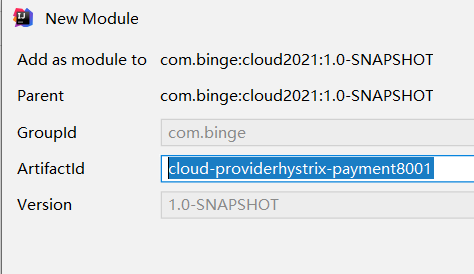 New Module
Add as module to com.binge:cloud2021:1.0-SNAPSHOT
Parent com.binge:cloud2021:1.0-SNAPSHOT
GroupId com.binge
ArtifactId cloud-providerhystrix-payment8001
Version 1.0-SNAPSHOT